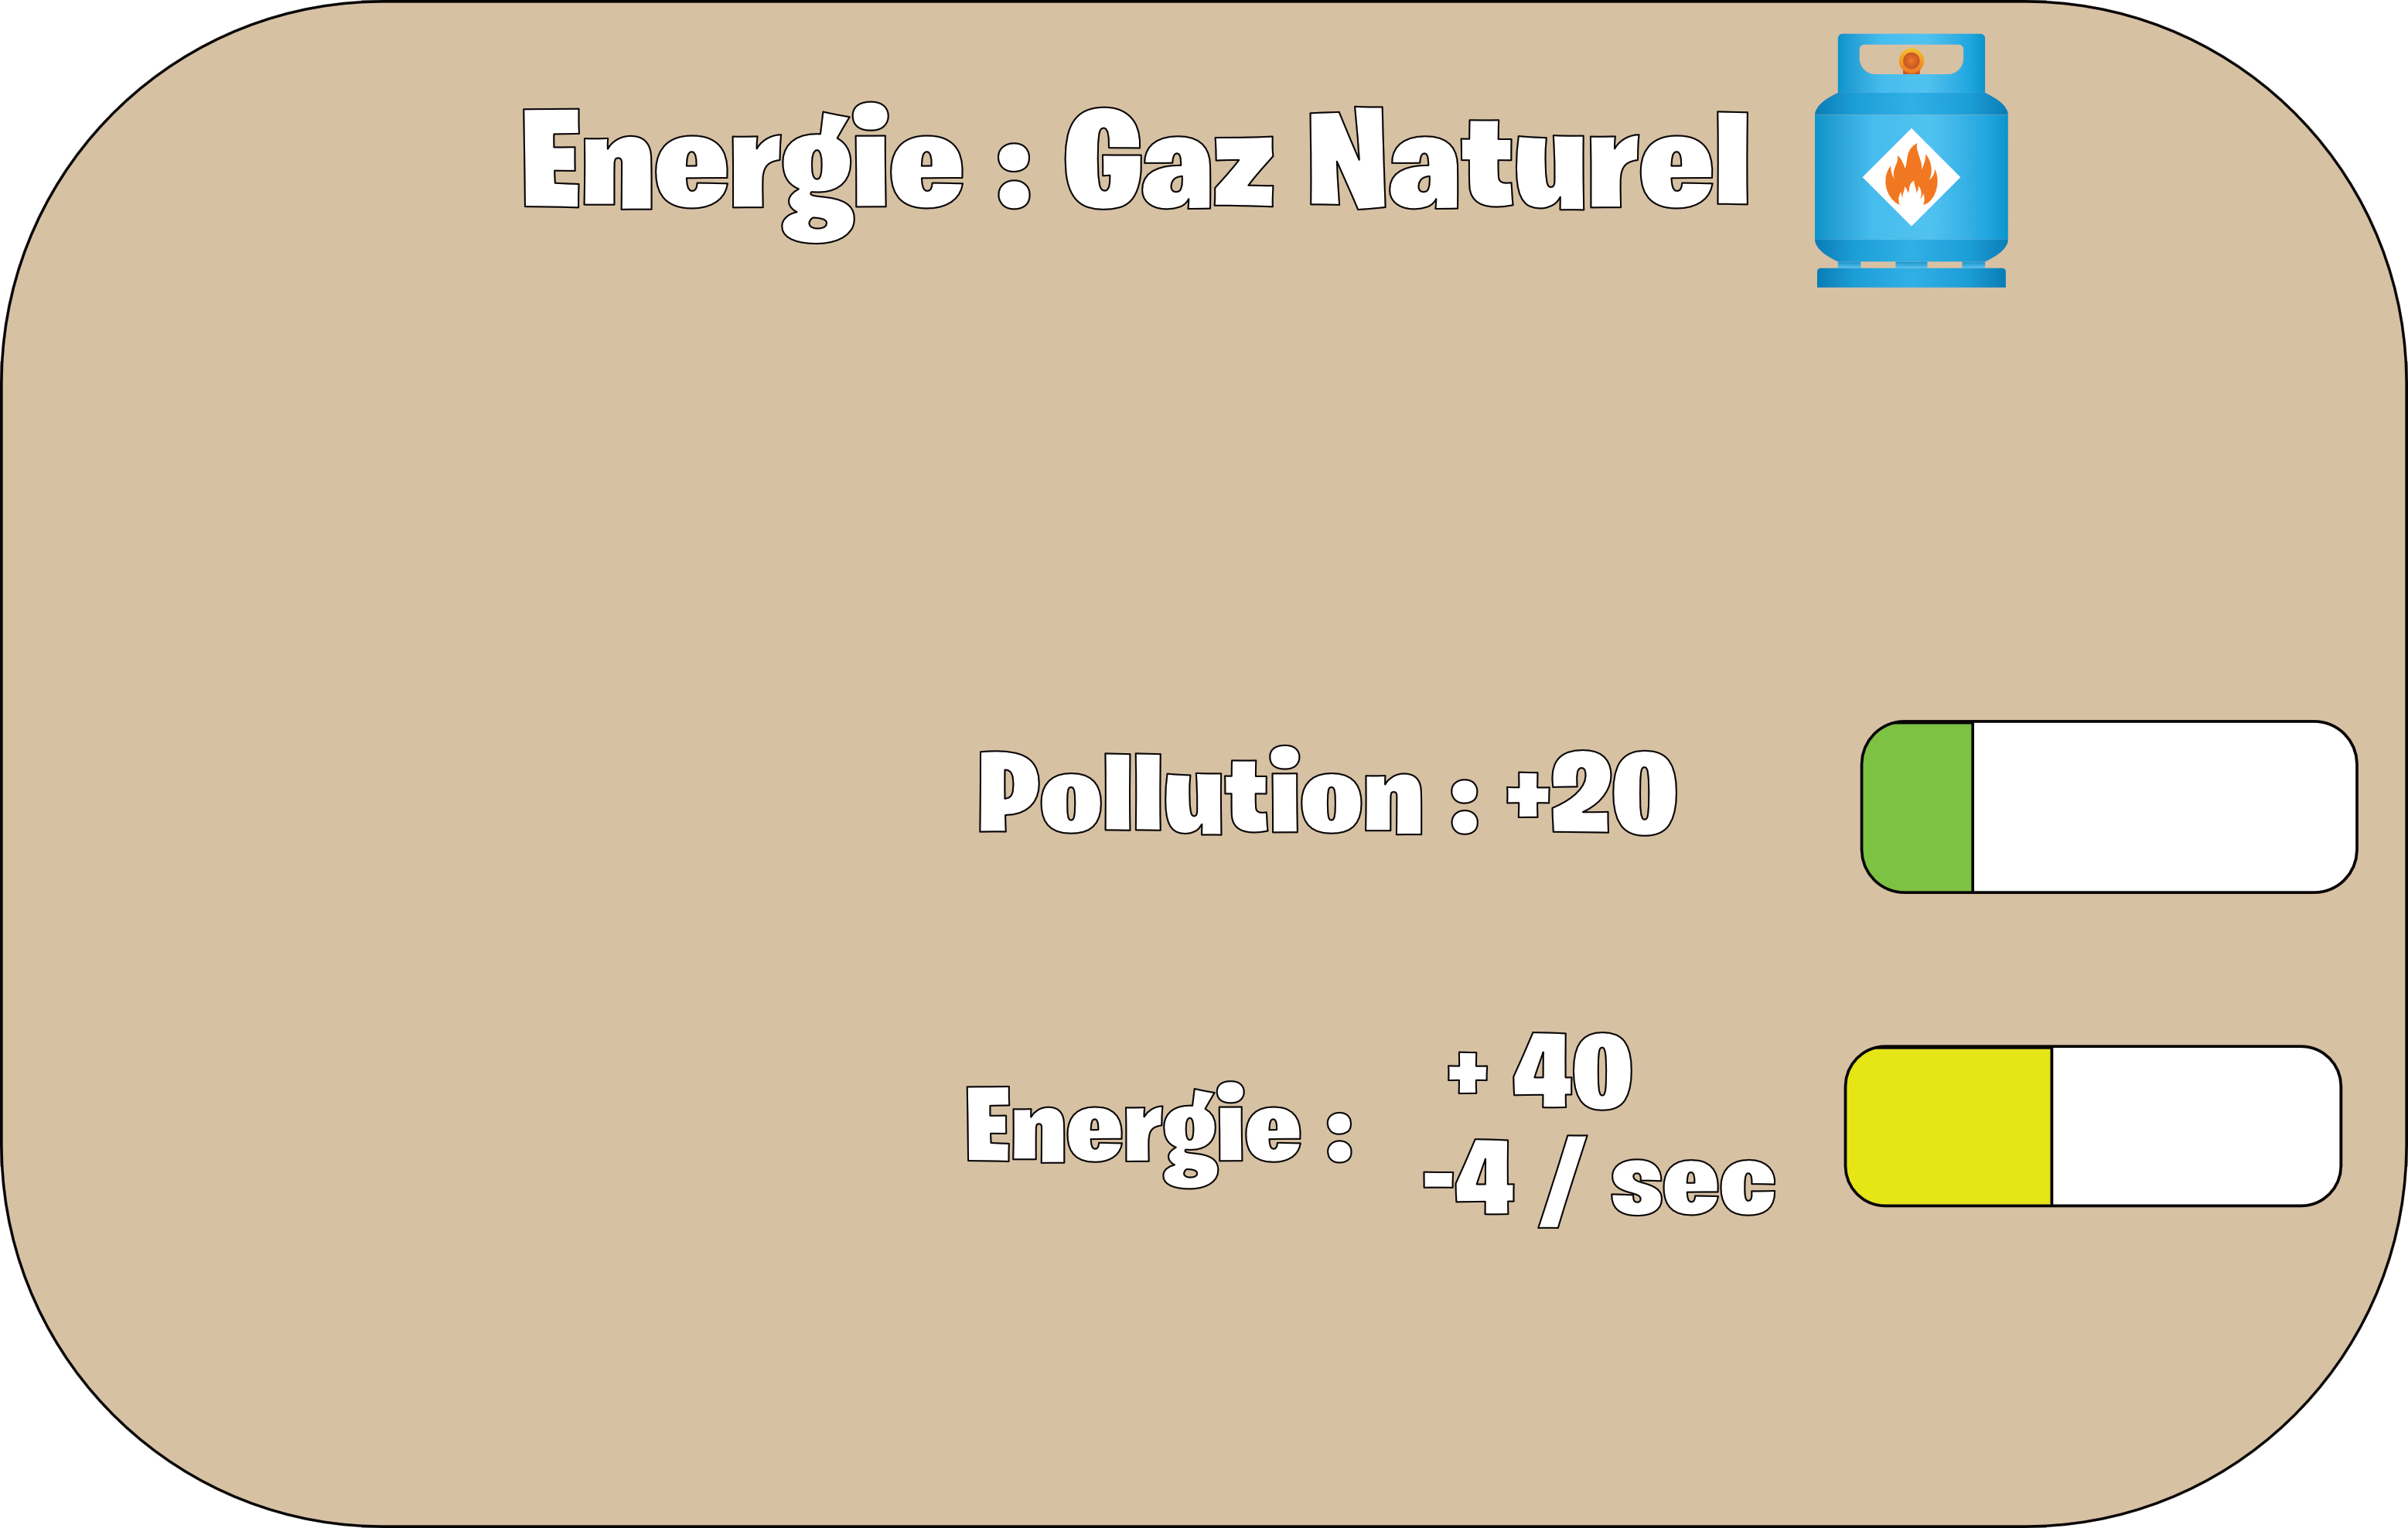 Energie : Gaz Naturel
Pollution : +20
Energie :
+ 40
-4 / sec